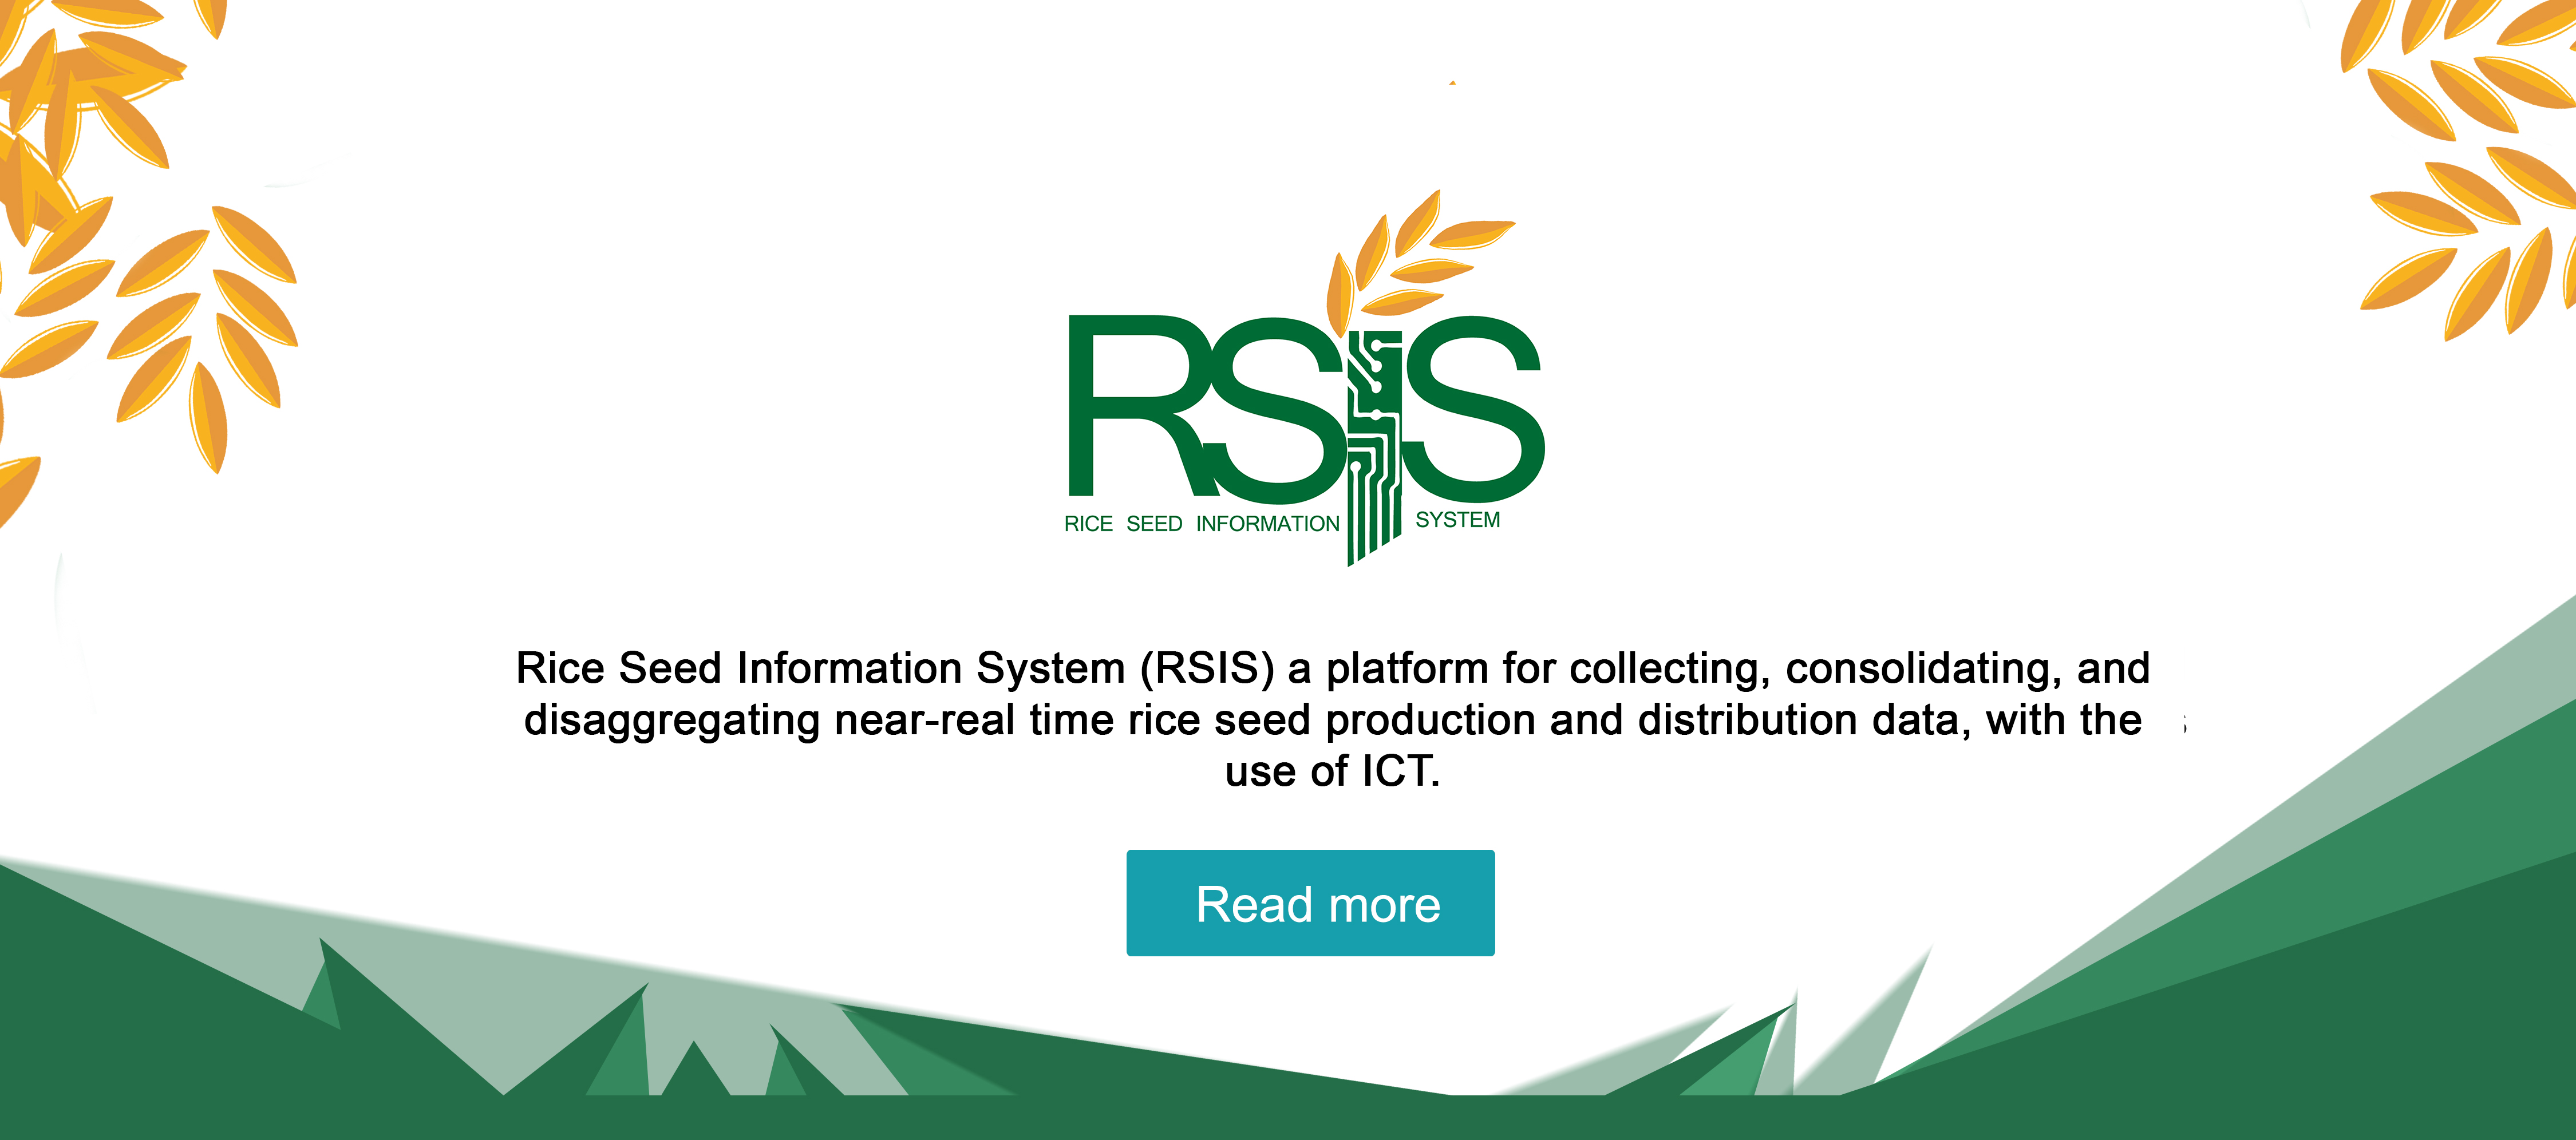 RSIS
RICE SEED INFORMATION SYSTEM
Rice Seed Information System (RSIS) a platform for collecting, consolidating, and
disaggregating near-real time rice seed production and distribution data, with the
use of ICT.
Read more